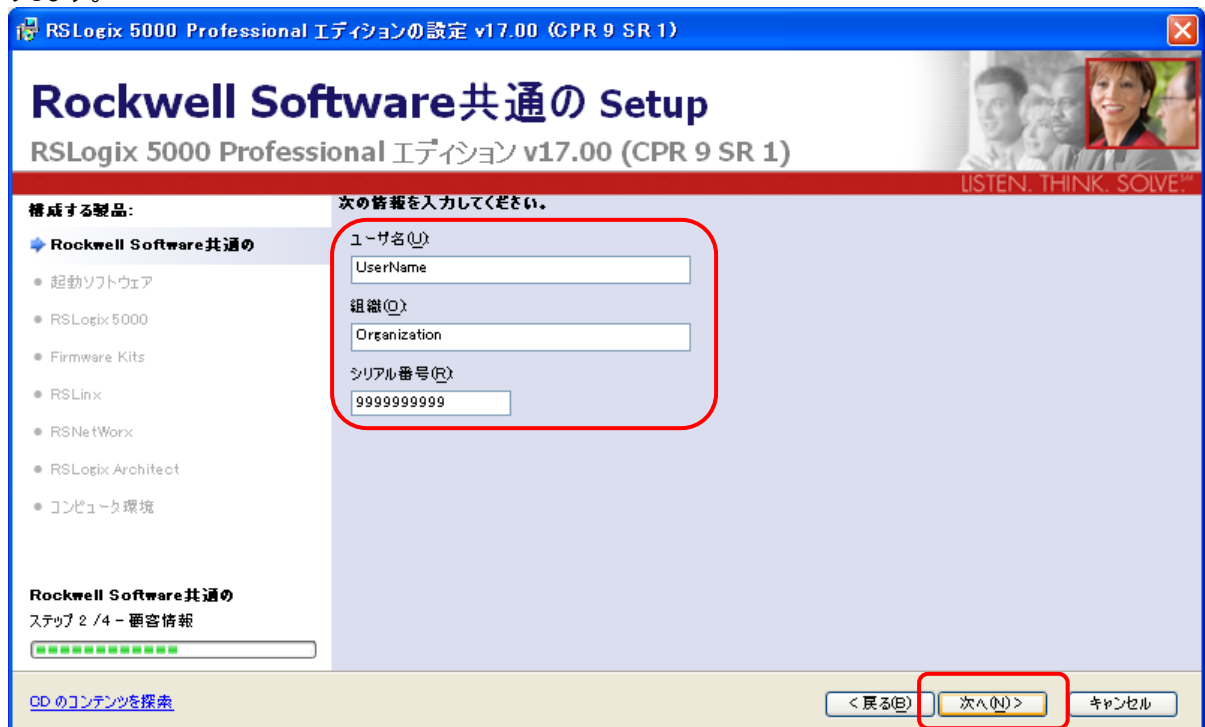 RSLogix 5000 Professional エディションの設定 v17.00 (CPR 9 SR 1)
Rockwell Software共通の Setup
RSLogix 5000 Professional エディション v17.00 (CPR 9 SR 1)
LISTEN. THINK. SOLVE.℠
構成する製品:
Rockwell Software共通の
起動ソフトウェア
RSLogix 5000
Firmware Kits
RSLinx
RSNetWorx
RSLogix Architect
コンピュータ環境
Rockwell Software共通の
ステップ 2 /4 - 顧客情報
次の情報を入力してください。
ユーザ名(U):
UserName
組織(O):
Organization
シリアル番号(R):
9999999999
CD のコンテンツを探索
< 戻る(B)
次へ(N) >
キャンセル